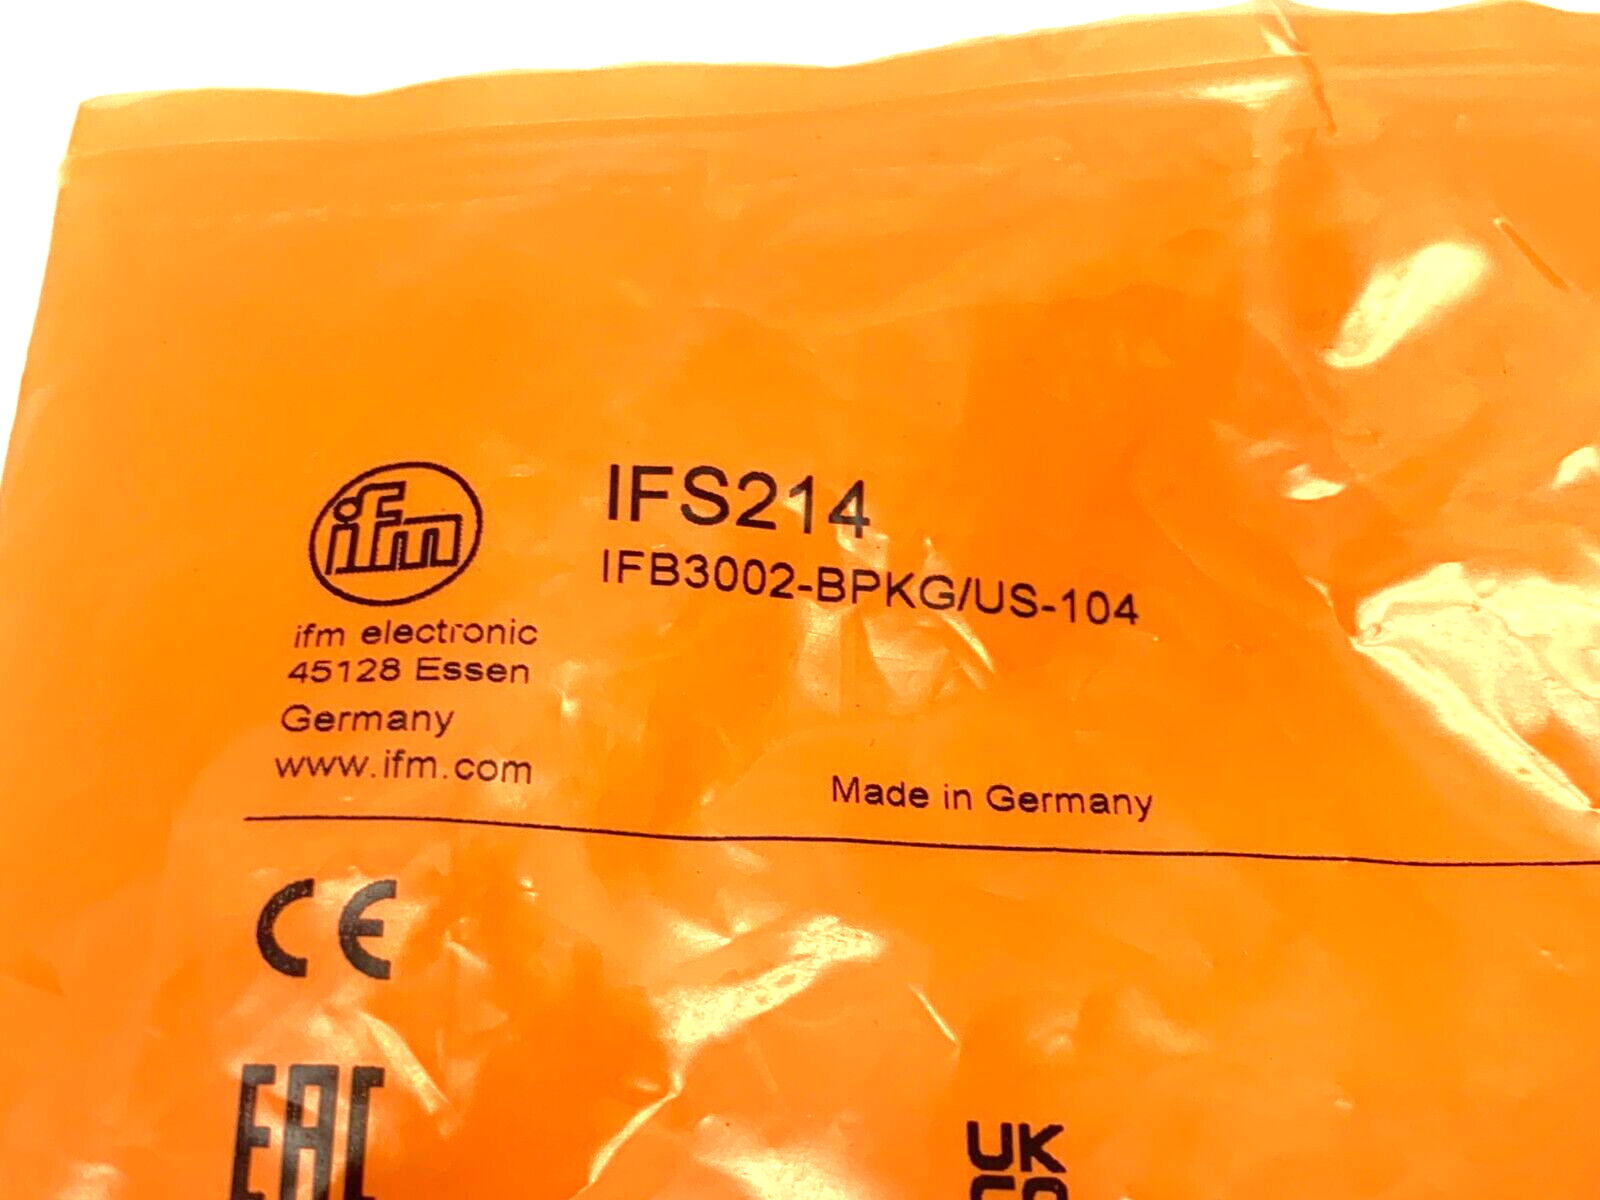 ifm
IFS214
IFB3002-BPKG/US-104
ifm electronic
45128 Essen
Germany
www.ifm.com
Made in Germany
CE
EAC
UK
CA